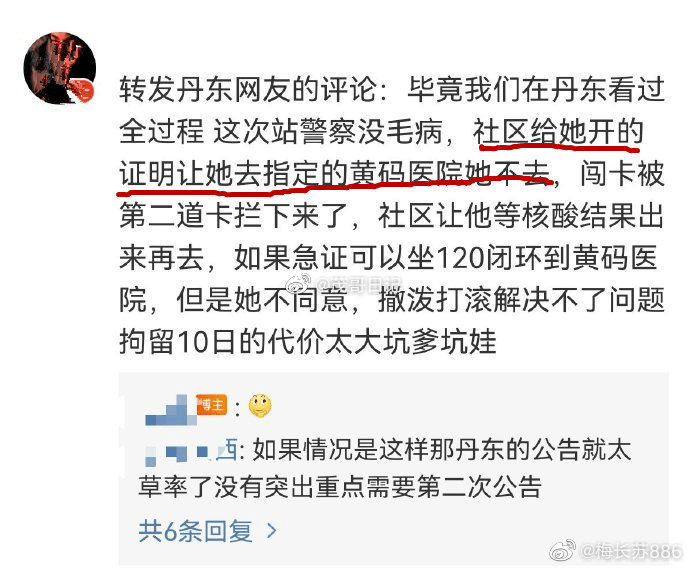 转发丹东网友的评论：毕竟我们在丹东看过
全过程 这次站警察没毛病，社区给她开的
证明让她去指定的黄码医院她不去，闯卡被
第二道卡拦下来了，社区让他等核酸结果出
来再去，如果急证可以坐120闭环到黄码医
院，但是她不同意，撤泼打滚解决不了问题
拘留10日的代价太大坑爹坑娃
博主：
西：如果情况是这样那丹东的公告就太
草率了没有突出重点需要第二次公告
共6条回复 >
@梅长苏886